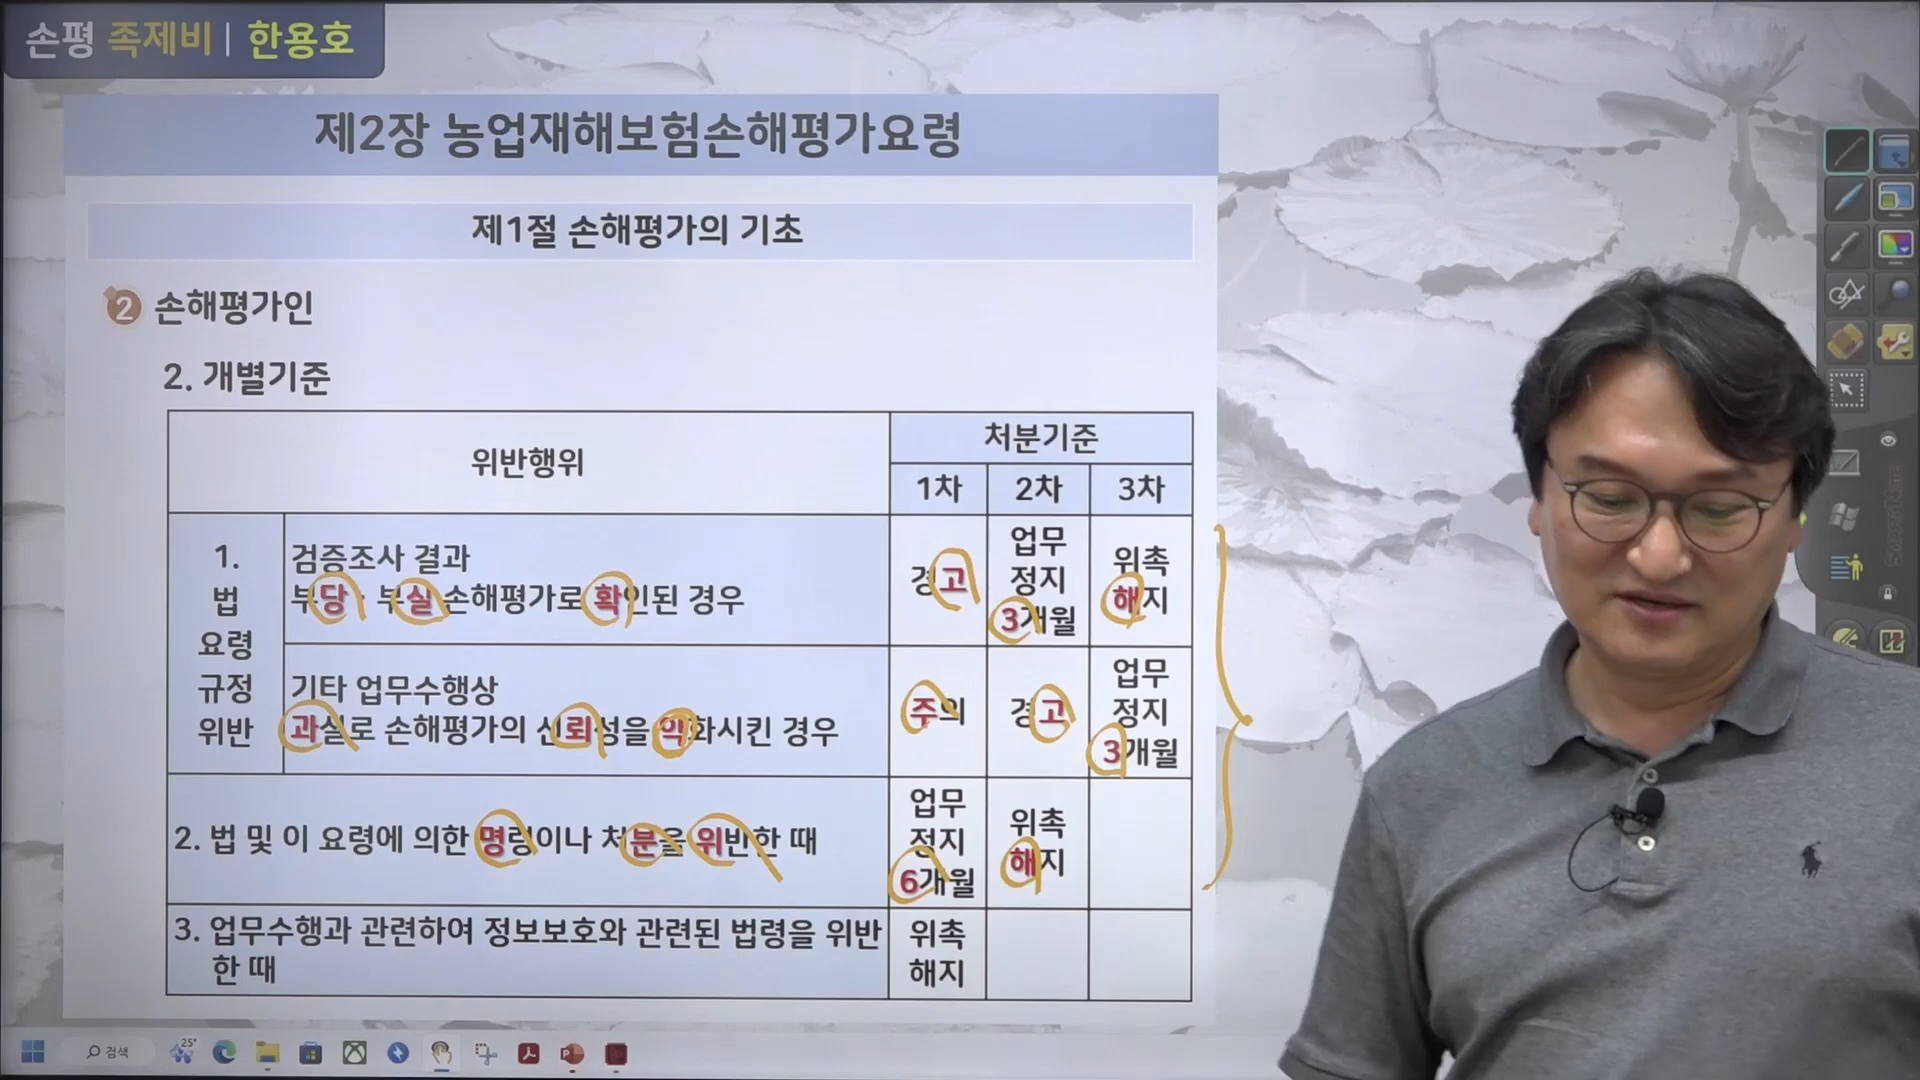 손평 족제비 | 한용호
제2장 농업재해보험손해평가요령
제1절 손해평가의 기초
2 손해평가인
2. 개별기준
위반행위
처분기준
1차 2차 3차
1.
법
요령
규정
위반
검증조사 결과
부당·부실 손해평가로 확인된 경우
경고
업무
정지
3개월
위촉
해지
기타 업무수행상
과실로 손해평가의 신뢰성을 약화시킨 경우
주의
경고
업무
정지
3개월
2. 법 및 이 요령에 의한 명령이나 처분을 위반한 때
업무
정지
6개월
위촉
해지
3. 업무수행과 관련하여 정보보호와 관련된 법령을 위반
한 때
위촉
해지
25°
검색